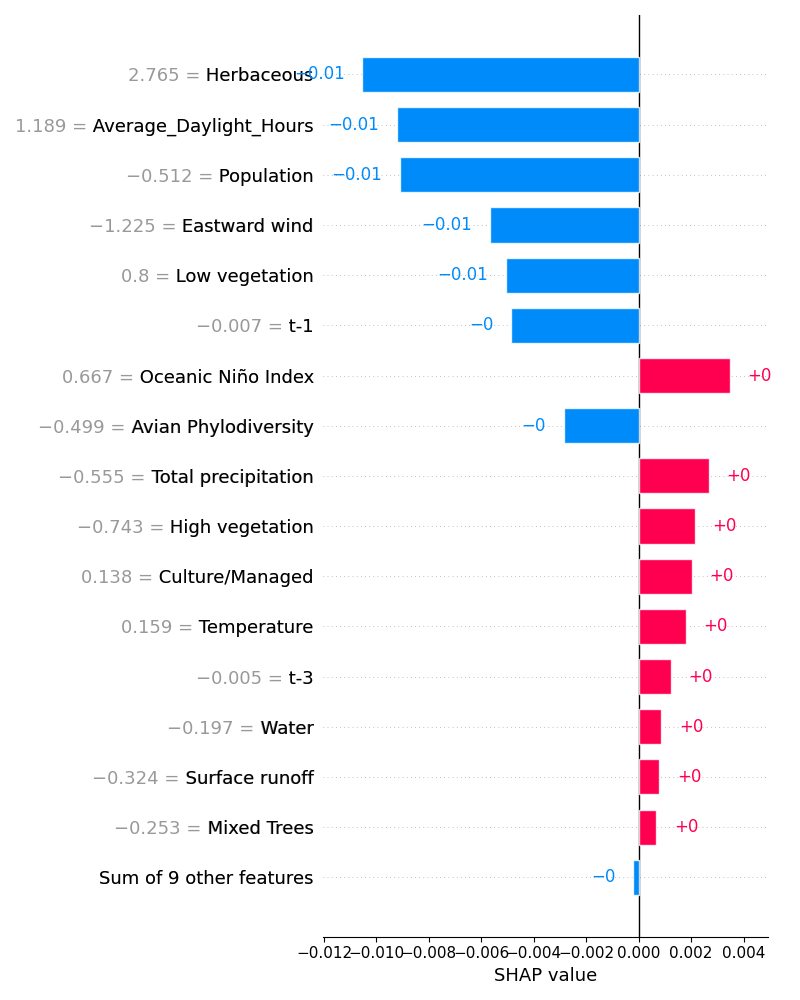 2.765 = Herbaceous −0.01
1.189 = Average_Daylight_Hours −0.01
−0.512 = Population −0.01
−1.225 = Eastward wind −0.01
0.8 = Low vegetation −0.01
−0.007 = t-1 −0
0.667 = Oceanic Niño Index +0
−0.499 = Avian Phylodiversity −0
−0.555 = Total precipitation +0
−0.743 = High vegetation +0
0.138 = Culture/Managed +0
0.159 = Temperature +0
−0.005 = t-3 +0
−0.197 = Water +0
−0.324 = Surface runoff +0
−0.253 = Mixed Trees +0
Sum of 9 other features −0
−0.012 −0.010 −0.008 −0.006 −0.004 −0.002 0.000 0.002 0.004
SHAP value